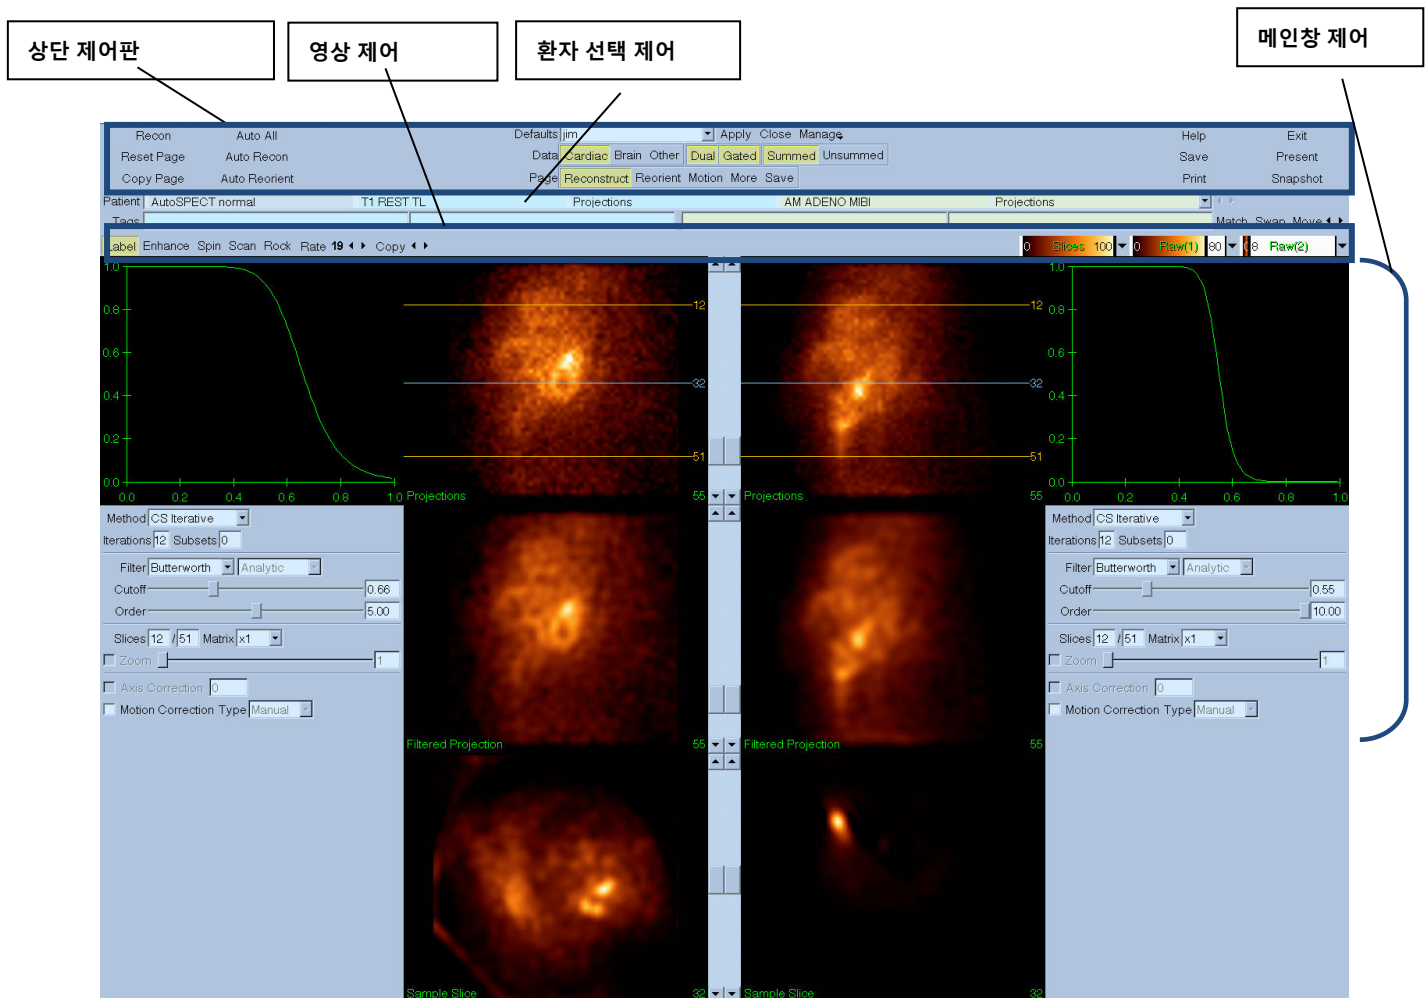 상단 제어판
영상 제어
환자 선택 제어
메인창 제어
Recon Auto All Defaults jim Apply Close Manage Help Exit
Reset Page Auto Recon Data Cardiac Brain Other Dual Gated Summed Unsummed Save Present
Copy Page Auto Reorient Page Reconstruct Reorient Motion More Save Print Snapshot
Patient AutoSPECT normal T1 REST TL Projections AM ADENO MIBI Projections
Tags Match Swap Move
Label Enhance Spin Scan Rock Rate 19 Copy 0 Slices 100 0 Raw(1) 80 8 Raw(2)
1.0 1.0
12 12
0.8 0.8
0.6 0.6
32 32
0.4 0.4
0.2 0.2
51 51
0.0 0.0
0.0 0.2 0.4 0.6 0.8 1.0 Projections 55 Projections 55 0.0 0.2 0.4 0.6 0.8 1.0
Method CS Iterative Method CS Iterative
Iterations 12 Subsets 0 Iterations 12 Subsets 0
Filter Butterworth Analytic Filter Butterworth Analytic
Cutoff 0.66 Cutoff 0.55
Order 5.00 Order 10.00
Slices 12 / 51 Matrix x1 Slices 12 / 51 Matrix x1
Zoom 1 Zoom 1
Axis Correction 0 Axis Correction 0
Motion Correction Type Manual Motion Correction Type Manual
Filtered Projection 55 Filtered Projection 55
Sample Slice 32 Sample Slice 32